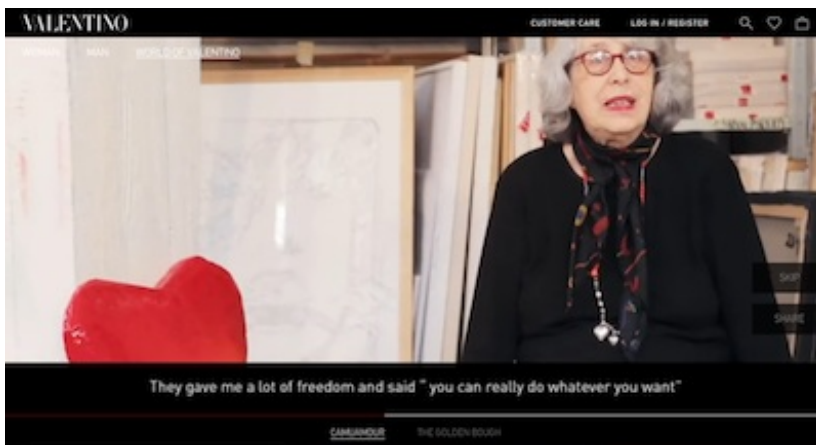 VALENTINO
CUSTOMER CARE LOG IN / REGISTER
WOMAN MAN WORLD OF VALENTINO
SKIP
SHARE
They gave me a lot of freedom and said " you can really do whatever you want"
CAMUAMOUR THE GOLDEN BOUGH